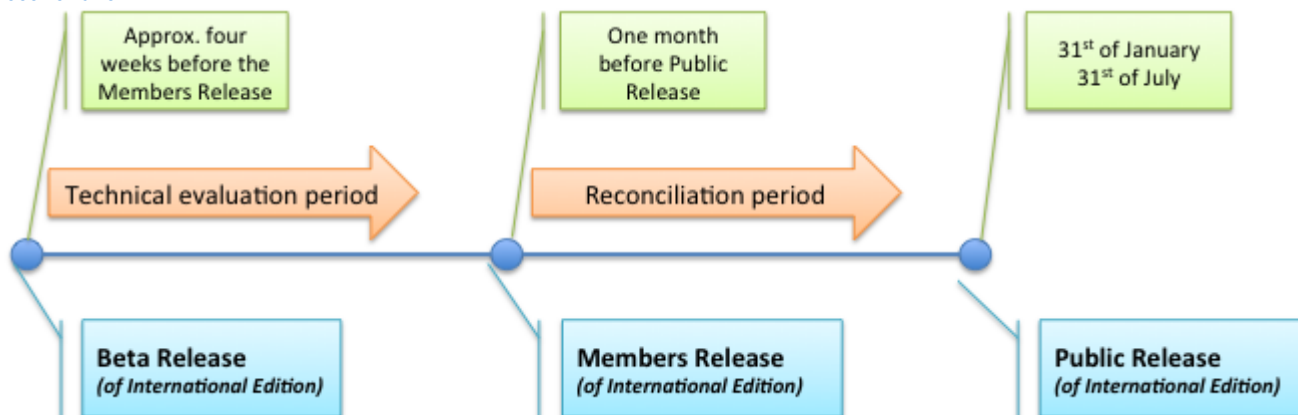 Approx. four
weeks before the
Members Release
One month
before Public
Release
31st of January
31st of July
Technical evaluation period
Reconciliation period
Beta Release
(of International Edition)
Members Release
(of International Edition)
Public Release
(of International Edition)